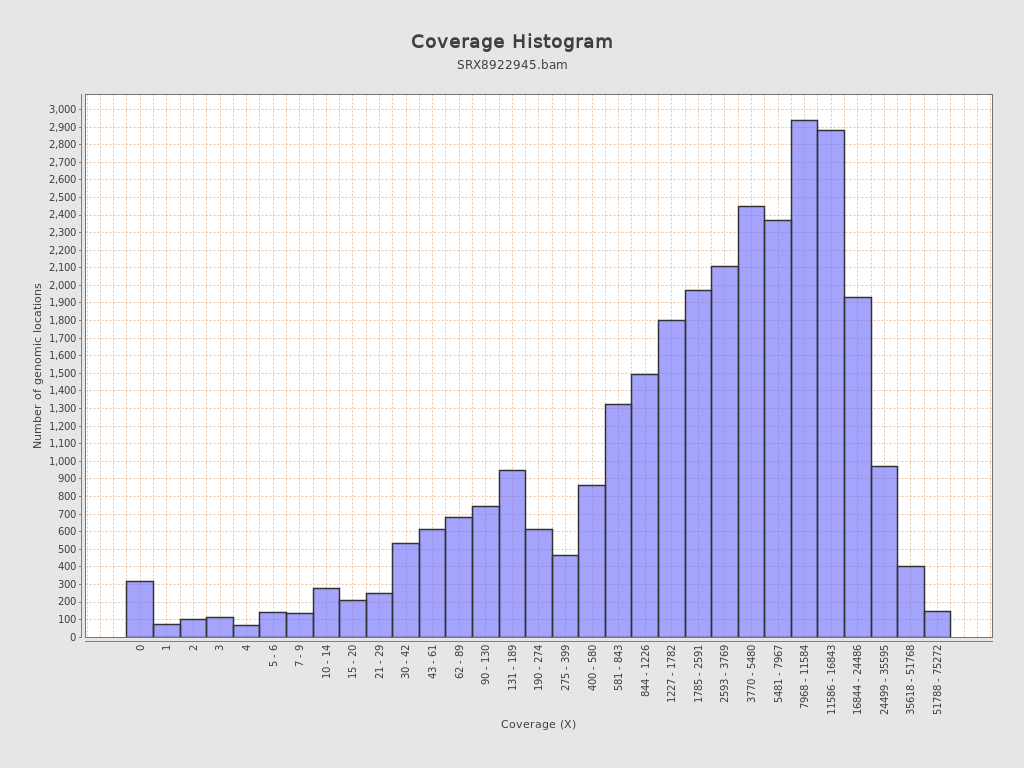 Coverage Histogram
SRX8922945.bam
Number of genomic locations
3,000
2,900
2,800
2,700
2,600
2,500
2,400
2,300
2,200
2,100
2,000
1,900
1,800
1,700
1,600
1,500
1,400
1,300
1,200
1,100
1,000
900
800
700
600
500
400
300
200
100
0
0
1
2
3
4
5 - 6
7 - 9
10 - 14
15 - 20
21 - 29
30 - 42
43 - 61
62 - 89
90 - 130
131 - 189
190 - 274
275 - 399
400 - 580
581 - 843
844 - 1226
1227 - 1782
1785 - 2591
2593 - 3769
3770 - 5480
5481 - 7967
7968 - 11584
11586 - 16843
16844 - 24486
24499 - 35595
35618 - 51768
51788 - 75272
Coverage (X)